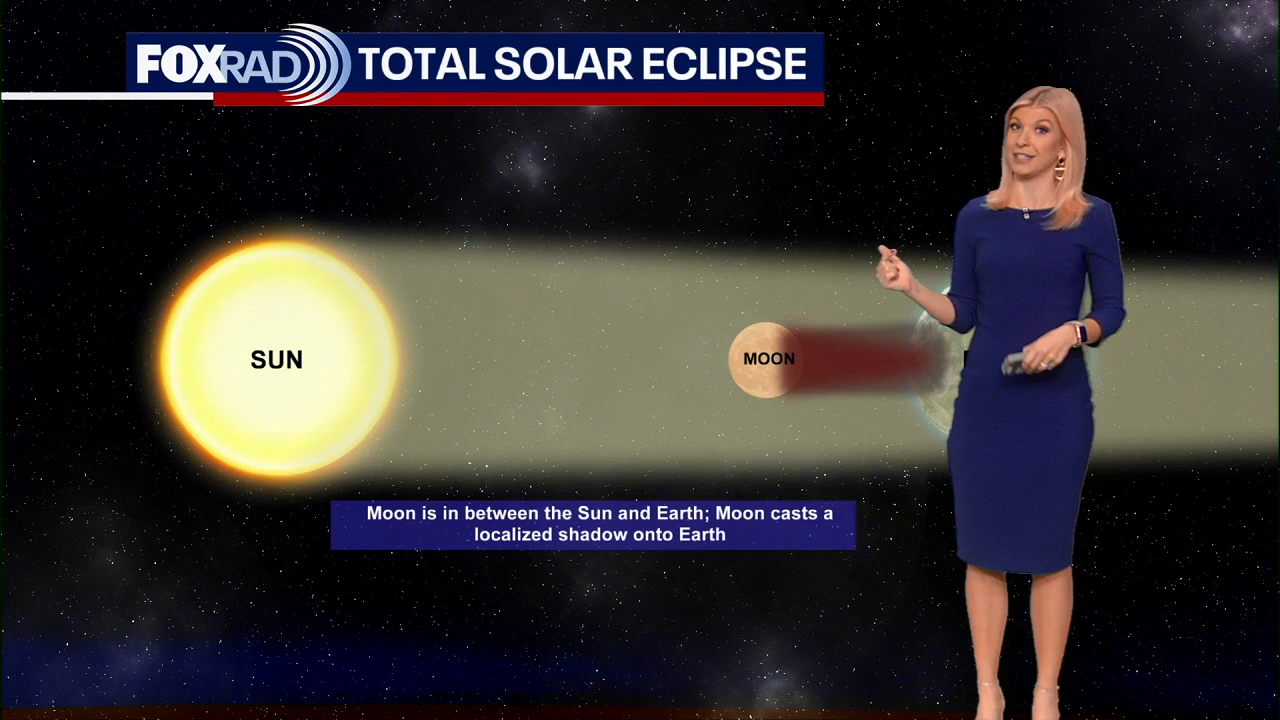 FOXRAD TOTAL SOLAR ECLIPSE
SUN
MOON
Moon is in between the Sun and Earth; Moon casts a
localized shadow onto Earth